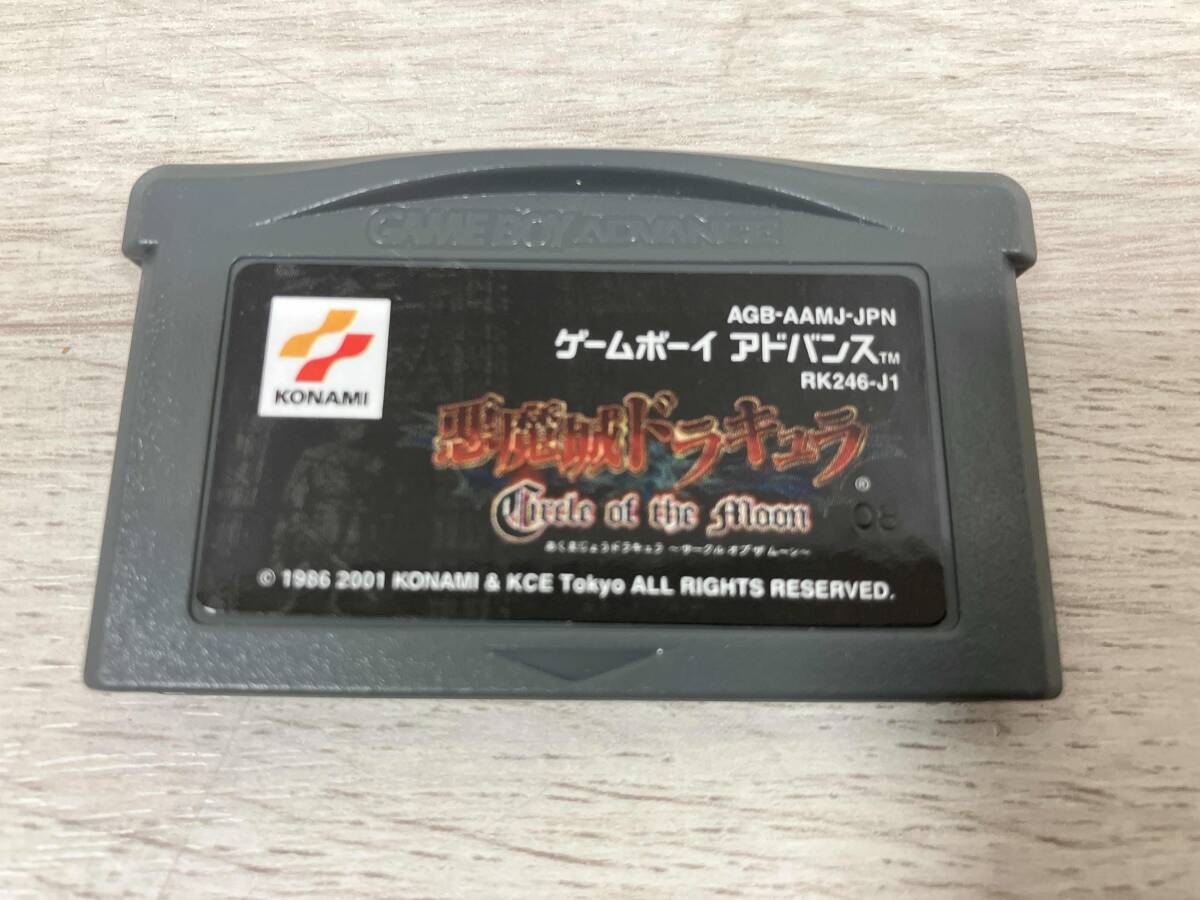 GAME BOY ADVANCE
KONAMI
AGB-AAMJ-JPN
ゲームボーイ アドバンス™
RK246-J1
悪魔城ドラキュラ
®
Circle of the Moon
08
あくまじょうドラキュラ ～サークル オブ ザ ムーン～
© 1986 2001 KONAMI & KCE Tokyo ALL RIGHTS RESERVED.